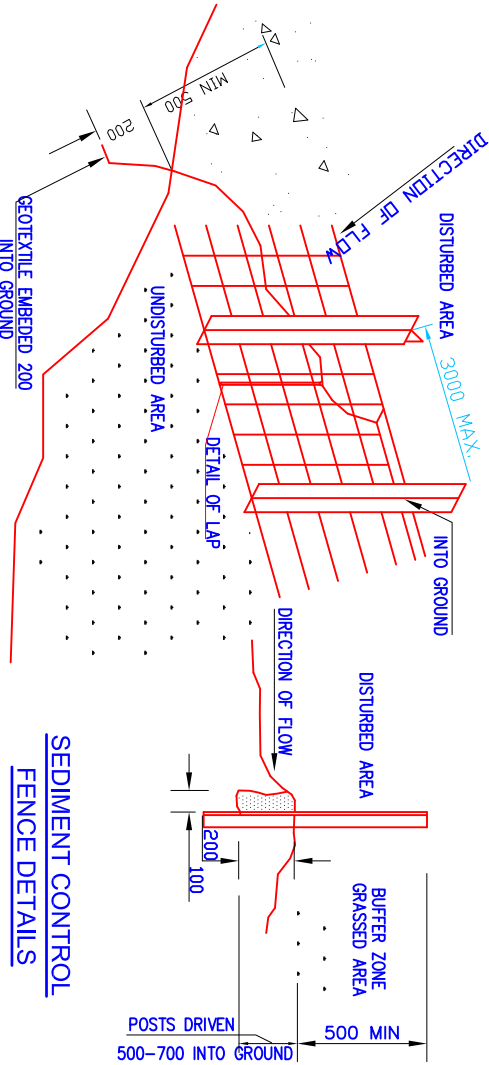 DIRECTION OF FLOW
DISTURBED AREA
3000 MAX.
INTO GROUND
MIN 500
200
UNDISTURBED AREA
DETAIL OF LAP
GEOTEXTILE EMBEDED 200
INTO GROUND
DISTURBED AREA
DIRECTION OF FLOW
BUFFER ZONE
GRASSED AREA
500 MIN
POSTS DRIVEN
500-700 INTO GROUND
200
100
SEDIMENT CONTROL
FENCE DETAILS